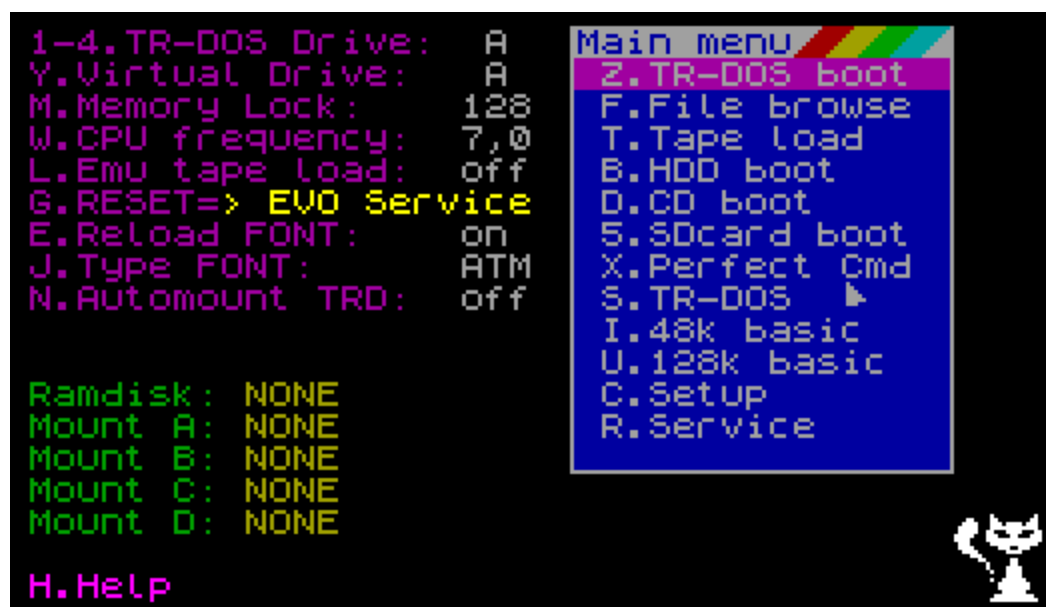 1-4.TR-DOS Drive: A
Y.Virtual Drive: A
M.Memory Lock: 128
W.CPU frequency: 7,0
L.Emu tape load: off
G.RESET=> EVO Service
E.Reload FONT: on
J.Type FONT: ATM
N.Automount TRD: off
Ramdisk: NONE
Mount A: NONE
Mount B: NONE
Mount C: NONE
Mount D: NONE
H.Help
Main menu
Z.TR-DOS boot
F.File browse
T.Tape load
B.HDD boot
D.CD boot
5.SDcard boot
X.Perfect Cmd
S.TR-DOS
I.48k basic
U.128k basic
C.Setup
R.Service